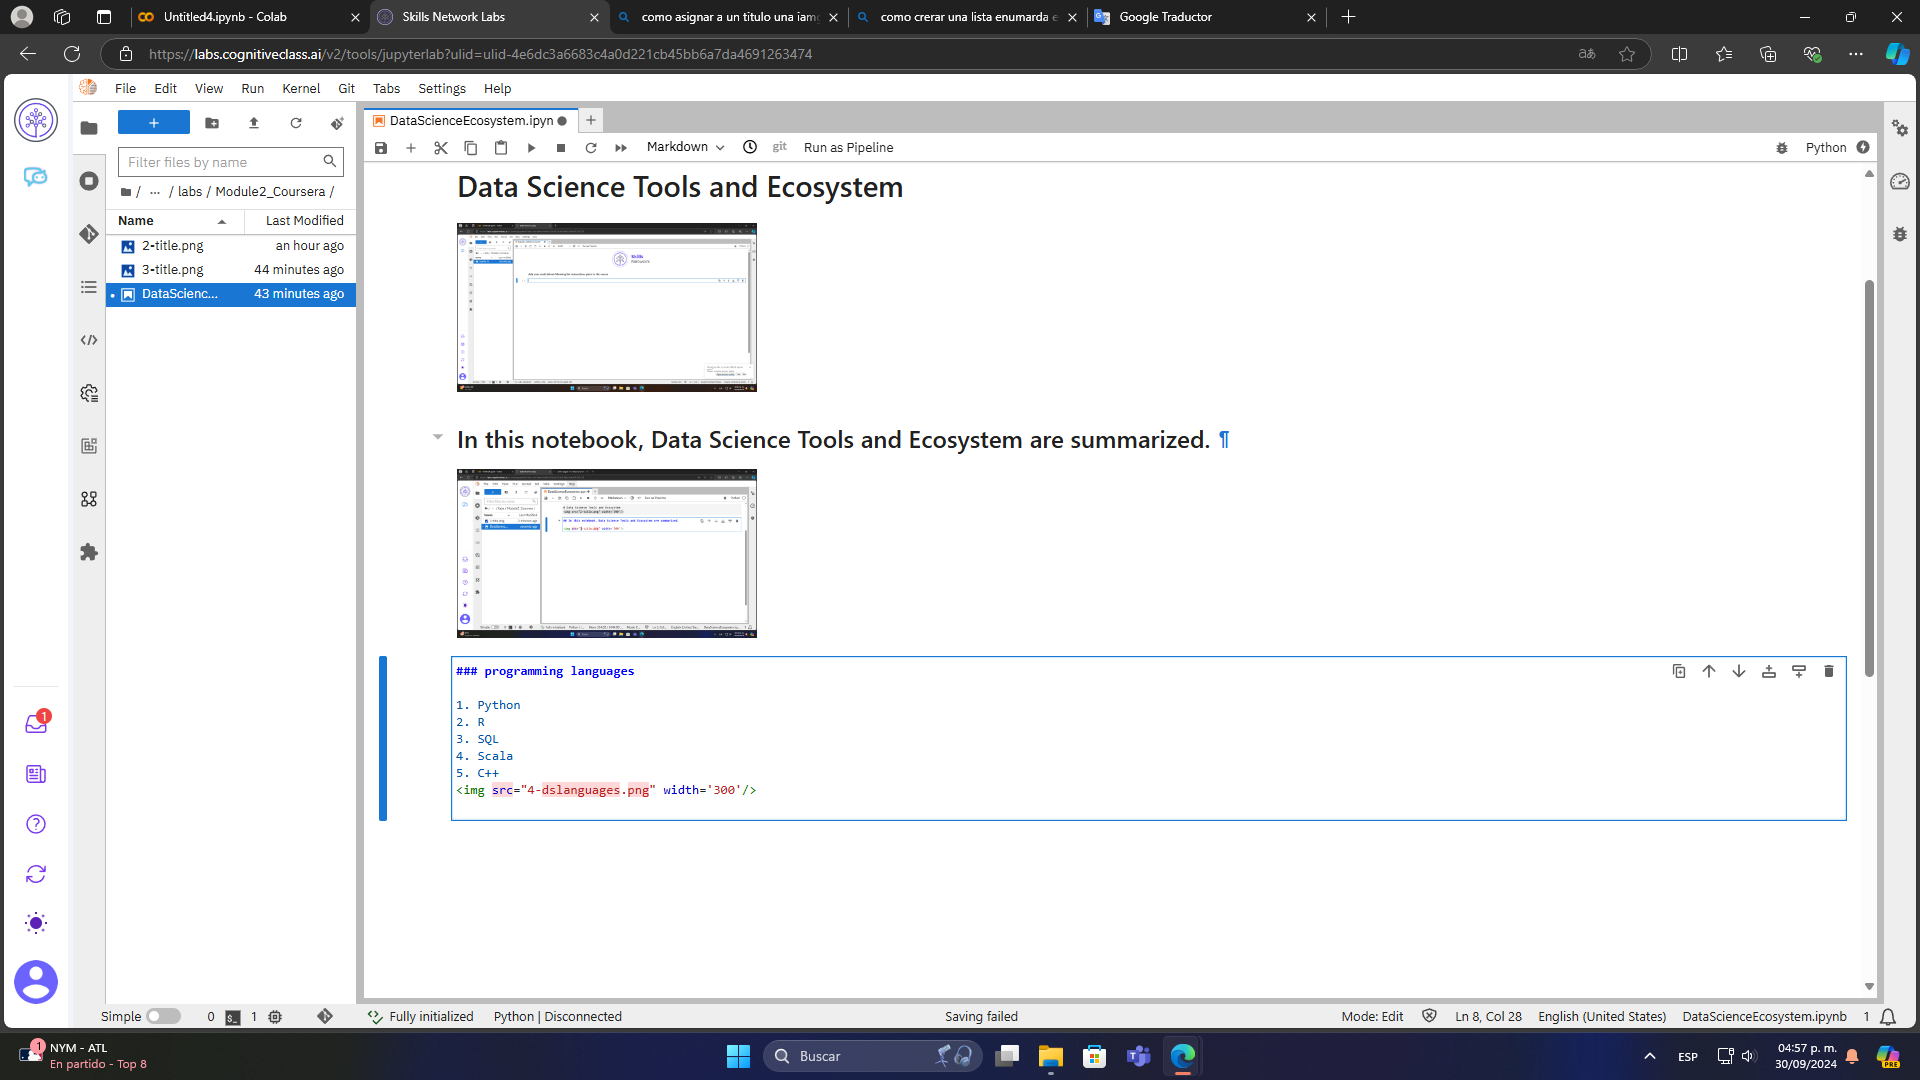 Untitled4.ipynb - Colab
Skills Network Labs
como asignar a un titulo una iamg
como crerar una lista enumarda e
Google Traductor
https://labs.cognitiveclass.ai/v2/tools/jupyterlab?ulid=ulid-4e6dc3a6683c4a0d221cb45bb6a7da4691263474
File Edit View Run Kernel Git Tabs Settings Help
DataScienceEcosystem.ipyn
Filter files by name
Markdown
git
Run as Pipeline
Python
/ ... / labs / Module2_Coursera /
Name
Last Modified
2-title.png
an hour ago
3-title.png
44 minutes ago
DataScienc...
43 minutes ago
Data Science Tools and Ecosystem
In this notebook, Data Science Tools and Ecosystem are summarized. ¶
### programming languages
1. Python
2. R
3. SQL
4. Scala
5. C++
<img src="4-dslanguages.png" width='300'/>
1
Simple
0
1
Fully initialized
Python | Disconnected
Saving failed
Mode: Edit
Ln 8, Col 28
English (United States)
DataScienceEcosystem.ipynb
1
1
NYM - ATL
En partido - Top 8
Buscar
ESP
04:57 p. m.
30/09/2024
PRE